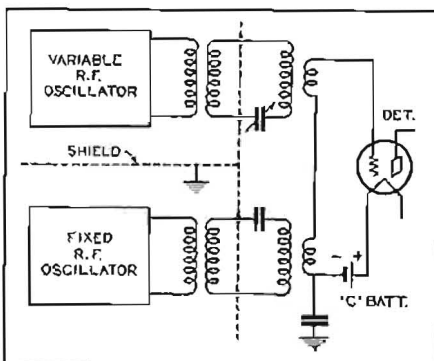 VARIABLE
R.F.
OSCILLATOR
SHIELD
DET.
FIXED
R.F.
OSCILLATOR
- +
"C" BATT.